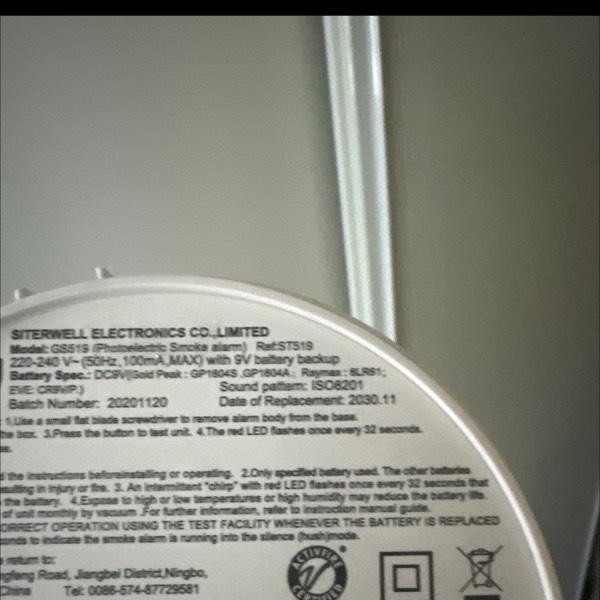 SITERWELL ELECTRONICS CO.,LIMITED
Model: GS519 (Photoelectric Smoke alarm) Ref:ST519
220-240 V~(50Hz, 100mA,MAX) with 9V battery backup
Battery Spec.: DC9V(Gold Peak : GP1604S ,GP1604A ; Raymax : 6LR61;
EVE: CR9VP.)
Sound pattern: ISO8201
Batch Number: 20201120
Date of Replacement: 2030.11
1.Use a small flat blade screwdriver to remove alarm body from the base.
the box. 3.Press the button to test unit. 4.The red LED flashes once every 32 seconds.
the instructions before installing or operating. 2.Only specified battery used. The other batteries
resulting in injury or fire. 3. An intermittent "chirp" with red LED flashes once every 32 seconds that
the battery. 4.Expose to high or low temperatures or high humidity may reduce the battery life.
of unit monthly by vacuum .For further information, refer to instruction manual guide.
CORRECT OPERATION USING THE TEST FACILITY WHENEVER THE BATTERY IS REPLACED
onds to indicate the smoke alarm is running into the silence (hush)mode.
return to:
ngfeng Road, Jiangbei District,Ningbo,
China Tel: 0086-574-87729581
ACTIVFIRE
CERTIFIED